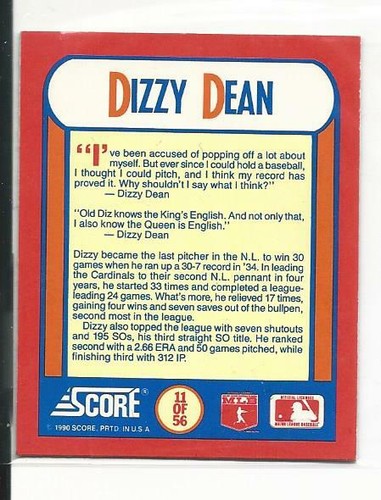 DIZZY DEAN
"I've been accused of popping off a lot about
myself. But ever since I could hold a baseball,
I thought I could pitch, and I think my record has
proved it. Why shouldn't I say what I think?"
— Dizzy Dean
"Old Diz knows the King's English. And not only that,
I also know the Queen is English."
— Dizzy Dean
Dizzy became the last pitcher in the N.L. to win 30
games when he ran up a 30-7 record in '34. In leading
the Cardinals to their second N.L. pennant in four
years, he started 33 times and completed a league-
leading 24 games. What's more, he relieved 17 times,
gaining four wins and seven saves out of the bullpen,
second most in the league.
Dizzy also topped the league with seven shutouts
and 195 SOs, his third straight SO title. He ranked
second with a 2.66 ERA and 50 games pitched, while
finishing third with 312 IP.
SCORE®
© 1990 SCORE. PRTD. IN U.S.A
11
OF
56
OFFICIAL LICENSEE
MAJOR LEAGUE BASEBALL